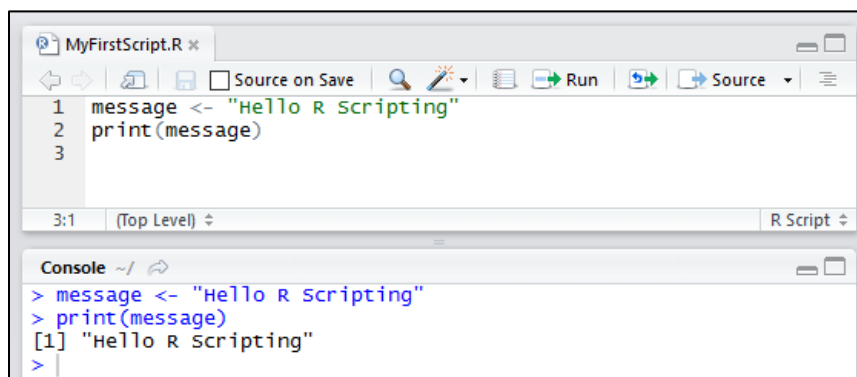 MyFirstScript.R
Source on Save Run Source
1 message <- "Hello R Scripting"
2 print(message)
3
3:1 (Top Level) R Script
Console ~/
> message <- "Hello R Scripting"
> print(message)
[1] "Hello R Scripting"
>